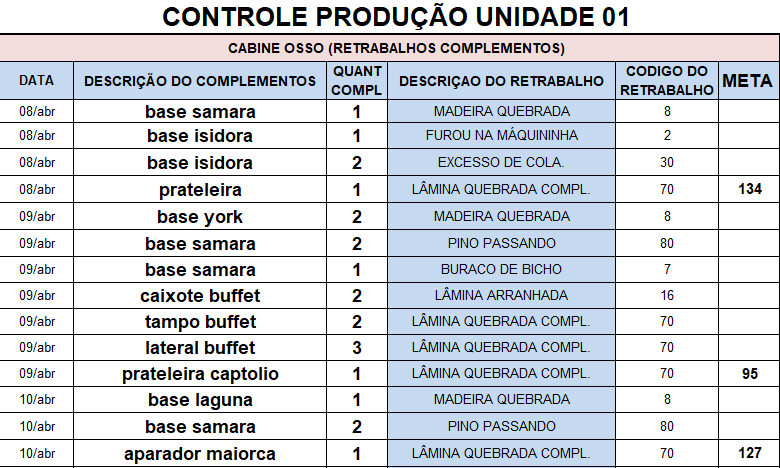 CONTROLE PRODUÇÃO UNIDADE 01
CABINE OSSO (RETRABALHOS COMPLEMENTOS)
DATA DESCRIÇÃO DO COMPLEMENTOS QUANT COMPL DESCRIÇAO DO RETRABALHO CODIGO DO RETRABALHO META
08/abr base samara 1 MADEIRA QUEBRADA 8
08/abr base isidora 1 FUROU NA MÁQUININHA 2
08/abr base isidora 2 EXCESSO DE COLA. 30
08/abr prateleira 1 LÂMINA QUEBRADA COMPL. 70 134
09/abr base york 2 MADEIRA QUEBRADA 8
09/abr base samara 2 PINO PASSANDO 80
09/abr base samara 1 BURACO DE BICHO 7
09/abr caixote buffet 2 LÂMINA ARRANHADA 16
09/abr tampo buffet 2 LÂMINA QUEBRADA COMPL. 70
09/abr lateral buffet 3 LÂMINA QUEBRADA COMPL. 70
09/abr prateleira captolio 1 LÂMINA QUEBRADA COMPL. 70 95
10/abr base laguna 1 MADEIRA QUEBRADA 8
10/abr base samara 2 PINO PASSANDO 80
10/abr aparador maiorca 1 LÂMINA QUEBRADA COMPL. 70 127